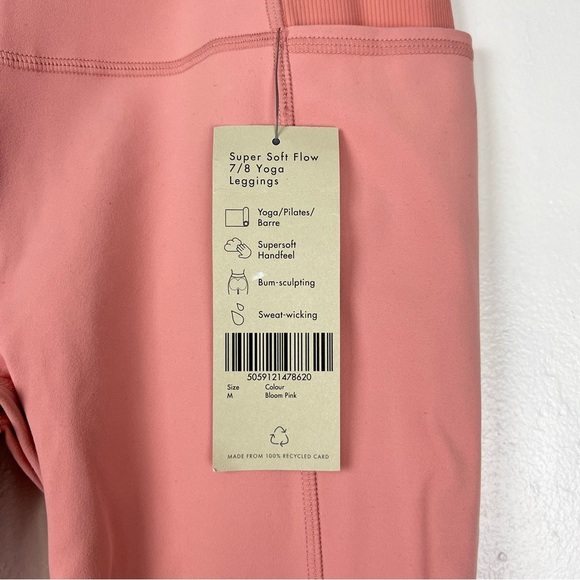 Super Soft Flow
7/8 Yoga
Leggings
Yoga/Pilates/
Barre
Supersoft
Handfeel
Bum-sculpting
Sweat-wicking
5059121478620
Size
M
Colour
Bloom Pink
MADE FROM 100% RECYCLED CARD